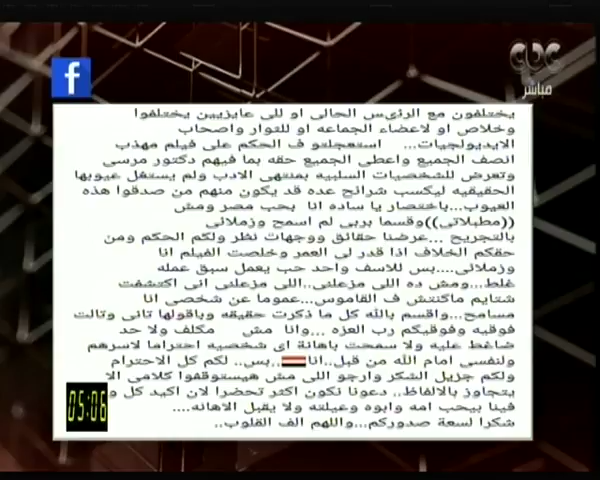 cbc
مباشر
f
يختلفون مع الرئيس الحالى او للى عايزيين يختلفوا
وخلاص او لاعضاء الجماعه او للثوار واصحاب
الايديولجيات... استعجلتو ف الحكم على فيلم مهذب
انصف الجميع واعطى الجميع حقه بما فيهم دكتور مرسى
وتعرض للشخصيات السلبيه بمنتهى الادب ولم يستغل عيوبها
الحقيقيه ليكسب شرائح عده قد يكون منهم من صدقوا هذه
العيوب...باختصار يا ساده انا بحب مصر ومش
((مطبلاتي))وقسما بربى لم اسمح وزملائى
بالتجريح ...عرضنا حقائق ووجهات نظر ولكم الحكم ومن
حقكم الخلاف اذا قدر لى العمر وخلصت الفيلم انا
وزملائى....بس للاسف واحد حب يعمل سبق عمله
غلط...ومش ده اللى مزعلنى..اللى مزعلنى انى اكتشفت
شتايم ماكنتش ف القاموس...عموما عن شخصى انا
مسامح...واقسم بالله كل ما ذكرت حقيقه وباقولها تانى وتالت
فوقيه وفوقيكم رب العزه ...وانا مش مكلف ولا حد
ضاغط عليه ولا سمحت باهانة اى شخصيه احتراما لاسرهم
ولنفسي امام الله من قبل..انا..بس.. لكم كل الاحترام
ولكم جزيل الشكر وارجو اللى مش هيستوقفوا كلامى الا
يتجاوز بالالفاظ.. دعونا نكون اكثر تحضرا لان اكيد كل و
فينا بيحب امه وابوه وعيلته ولا يقبل الاهانه....
شكرا لسعة صدوركم...واللهم الف القلوب..
05:06